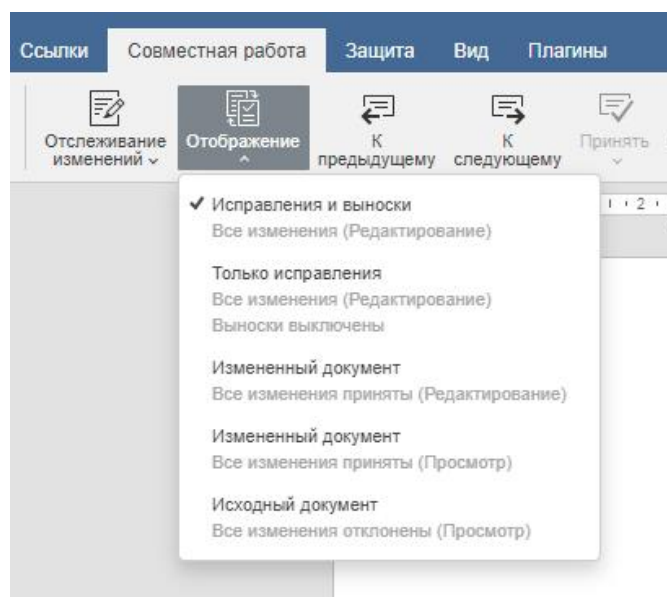 Ссылки Совместная работа Защита Вид Плагины
Отслеживание изменений Отображение К предыдущему К следующему Принять
1 2
Исправления и выноски
Все изменения (Редактирование)
Только исправления
Все изменения (Редактирование)
Выноски выключены
Измененный документ
Все изменения приняты (Редактирование)
Измененный документ
Все изменения приняты (Просмотр)
Исходный документ
Все изменения отклонены (Просмотр)